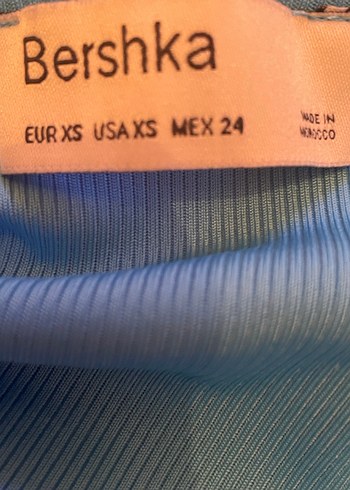 Bershka
EUR XS USA XS MEX 24
MADE IN
MOROCCO